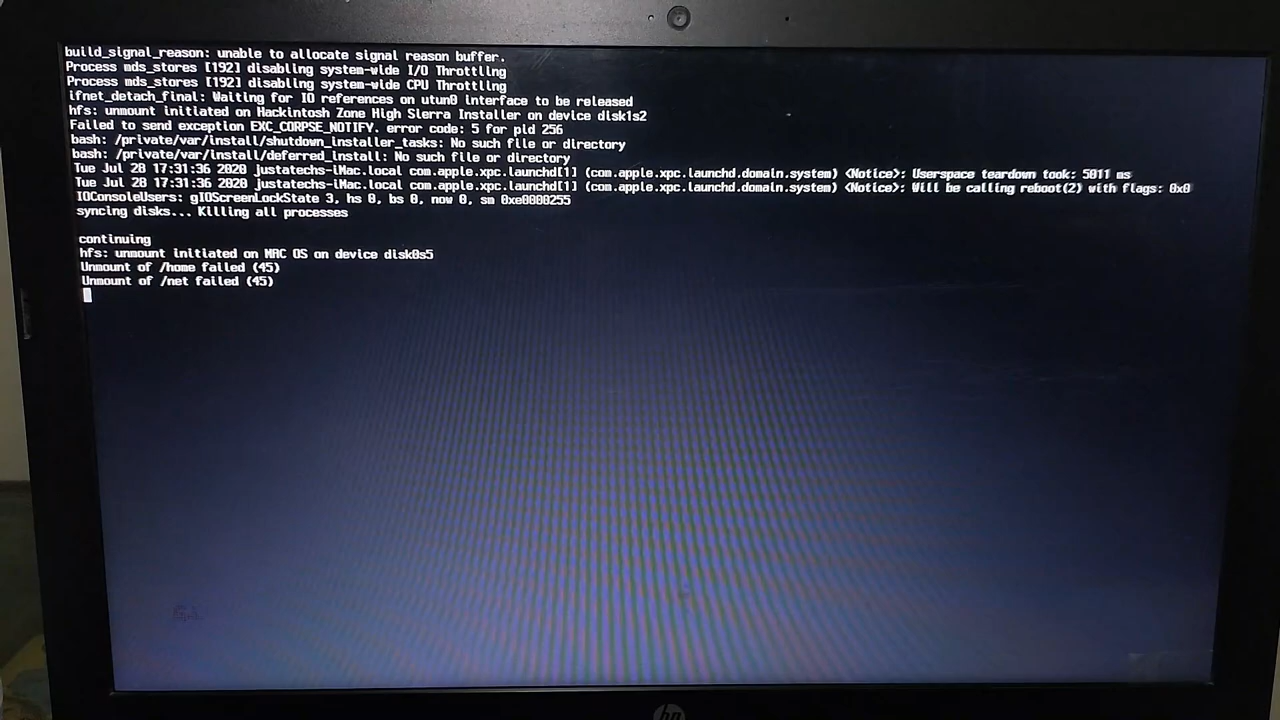 build_signal_reason: unable to allocate signal reason buffer.
Process mds_stores [192] disabling system-wide I/O Throttling
Process mds_stores [192] disabling system-wide CPU Throttling
ifnet_detach_final: Waiting for IO references on utun0 interface to be released
hfs: unmount initiated on Hackintosh Zone High Sierra Installer on device disk1s2
Failed to send exception EXC_CORPSE_NOTIFY. error code: 5 for pid 256
bash: /private/var/install/shutdown_installer_tasks: No such file or directory
bash: /private/var/install/deferred_install: No such file or directory
Tue Jul 28 17:31:36 2020 justatechs-iMac.local com.apple.xpc.launchd[1] (com.apple.xpc.launchd.domain.system) <Notice>: Userspace teardown took: 5011 ms
Tue Jul 28 17:31:36 2020 justatechs-iMac.local com.apple.xpc.launchd[1] (com.apple.xpc.launchd.domain.system) <Notice>: Will be calling reboot(2) with flags: 0x0
IOConsoleUsers: gIOScreenLockState 3, hs 0, bs 0, now 0, sm 0xe0000255
syncing disks... Killing all processes
continuing
hfs: unmount initiated on MAC OS on device disk0s5
Unmount of /home failed (45)
Unmount of /net failed (45)
hp